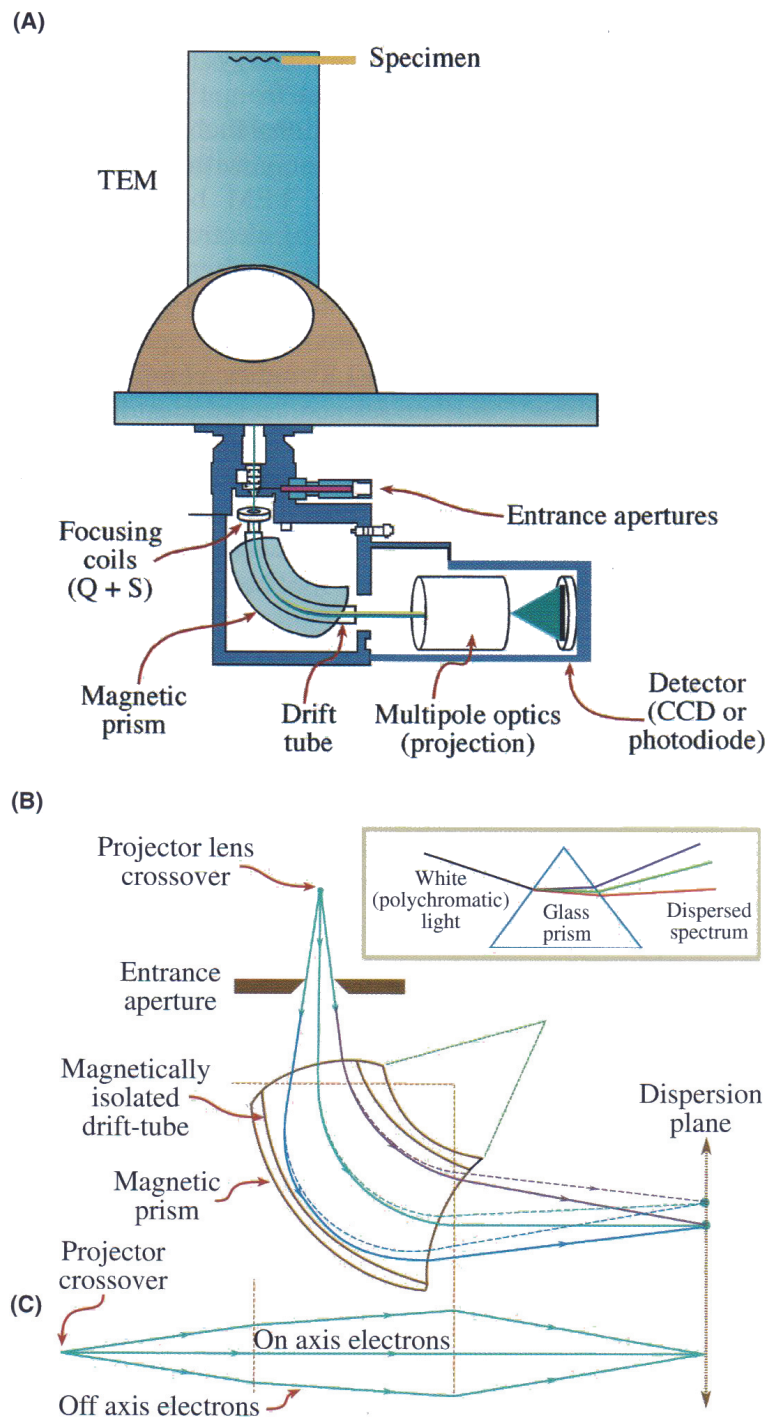 (A)
Specimen
TEM
Entrance apertures
Focusing
coils
(Q + S)
Magnetic
prism
Drift
tube
Multipole optics
(projection)
Detector
(CCD or
photodiode)
(B)
Projector lens
crossover
White
(polychromatic)
light
Glass
prism
Dispersed
spectrum
Entrance
aperture
Magnetically
isolated
drift-tube
Dispersion
plane
Magnetic
prism
Projector
crossover
(C)
On axis electrons
Off axis electrons